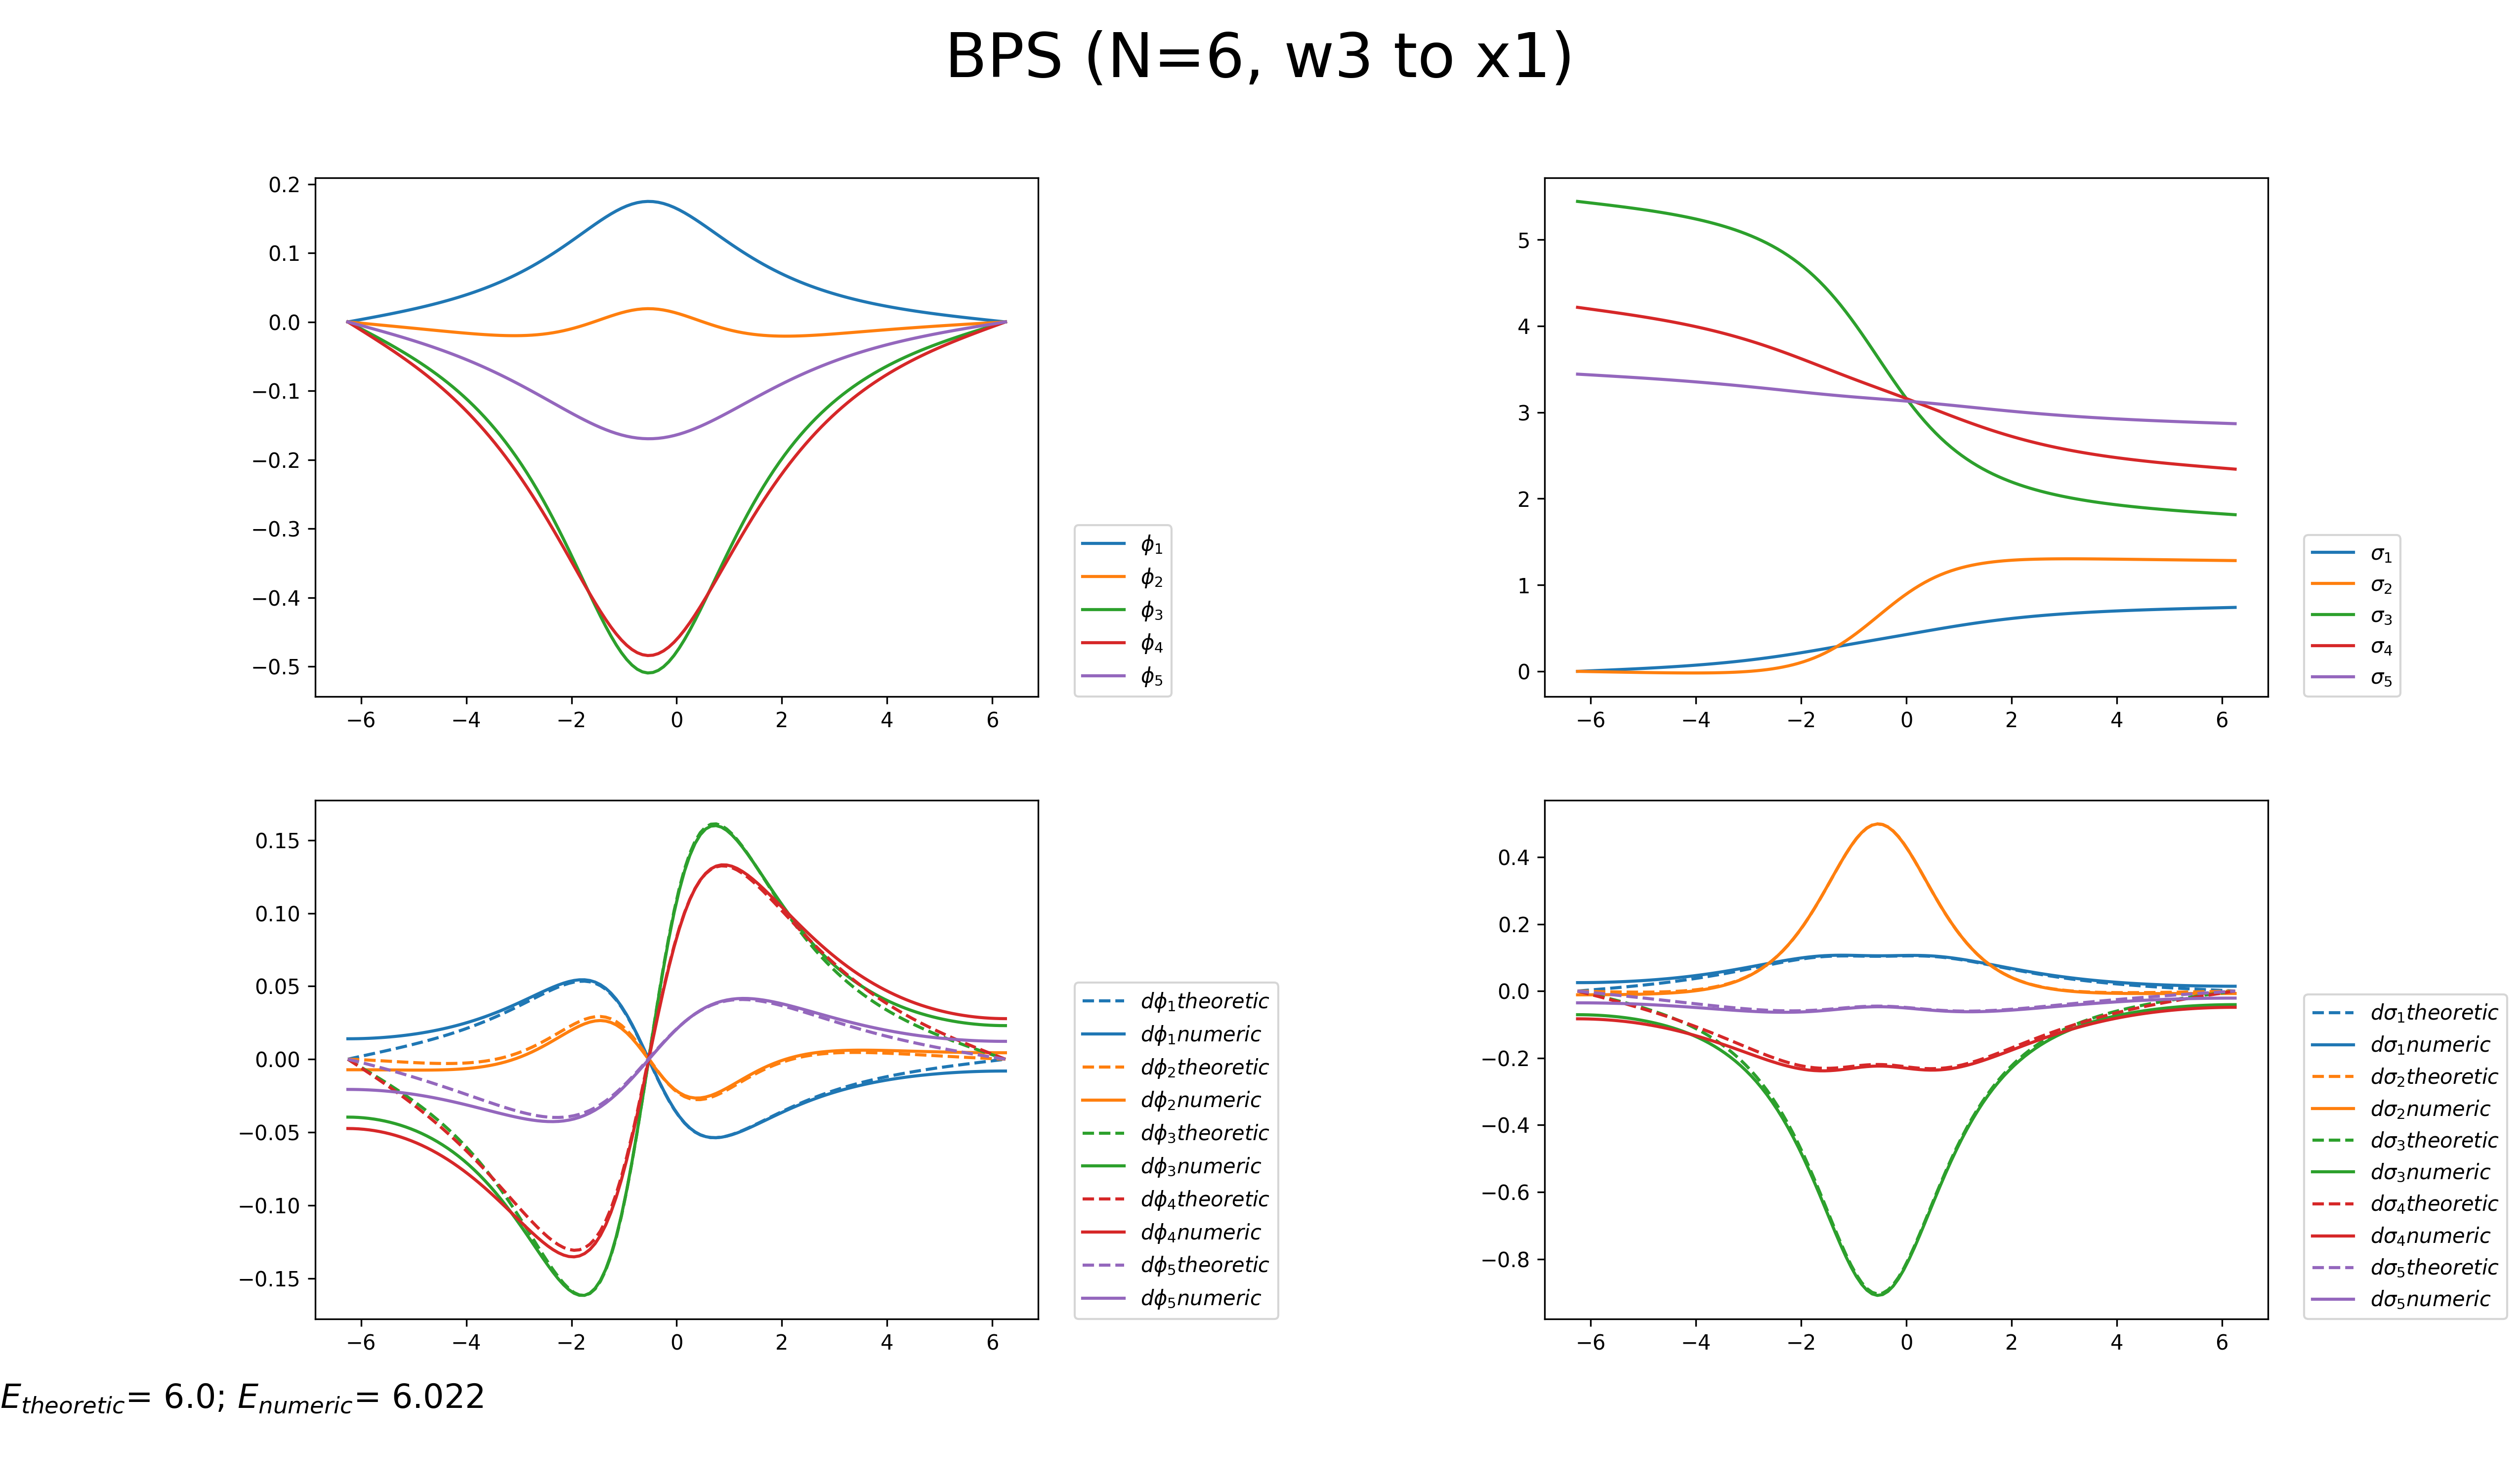 BPS (N=6, w3 to x1)
0.2
0.1
0.0
−0.1
−0.2
−0.3
−0.4
−0.5
−6 −4 −2 0 2 4 6
ϕ₁
ϕ₂
ϕ₃
ϕ₄
ϕ₅
5
4
3
2
1
0
−6 −4 −2 0 2 4 6
σ₁
σ₂
σ₃
σ₄
σ₅
0.15
0.10
0.05
0.00
−0.05
−0.10
−0.15
−6 −4 −2 0 2 4 6
dϕ₁theoretic
dϕ₁numeric
dϕ₂theoretic
dϕ₂numeric
dϕ₃theoretic
dϕ₃numeric
dϕ₄theoretic
dϕ₄numeric
dϕ₅theoretic
dϕ₅numeric
0.4
0.2
0.0
−0.2
−0.4
−0.6
−0.8
−6 −4 −2 0 2 4 6
dσ₁theoretic
dσ₁numeric
dσ₂theoretic
dσ₂numeric
dσ₃theoretic
dσ₃numeric
dσ₄theoretic
dσ₄numeric
dσ₅theoretic
dσ₅numeric
E_theoretic= 6.0; E_numeric= 6.022